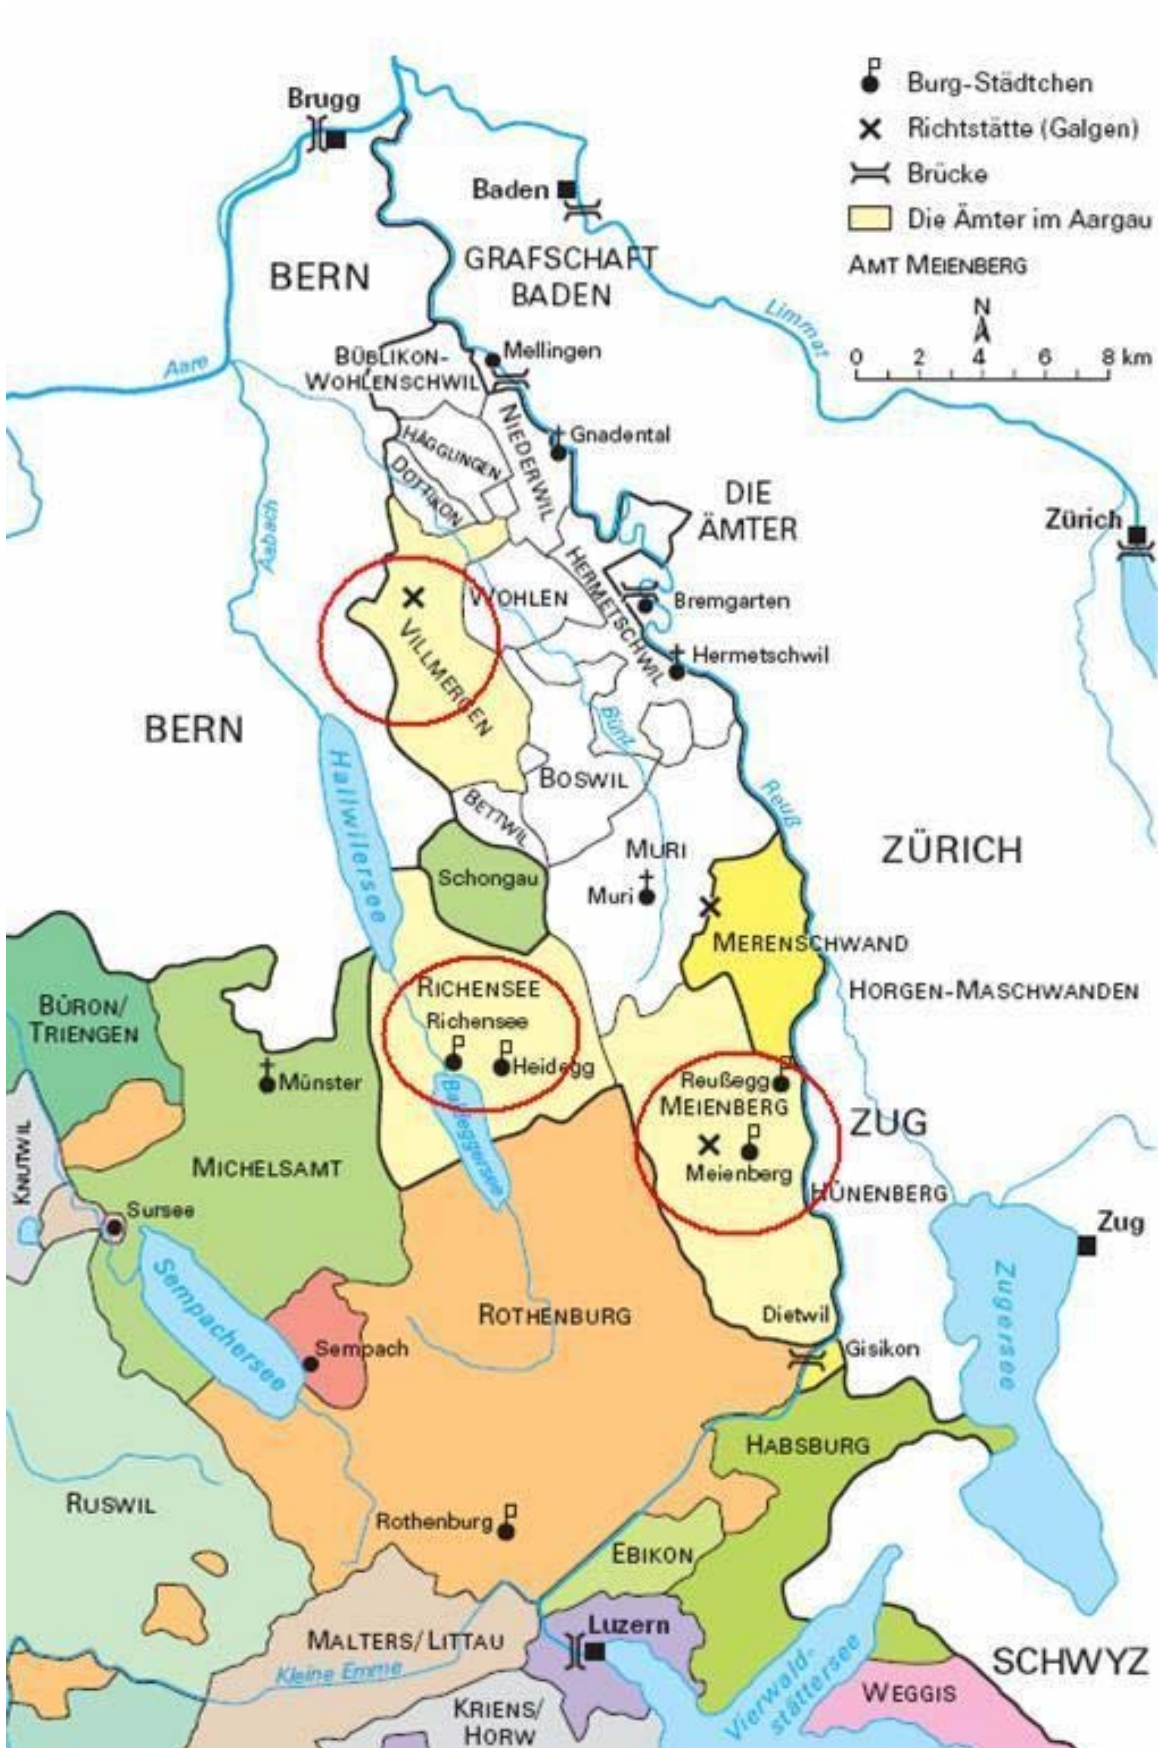 Burg-Städtchen
Richtstätte (Galgen)
Brücke
Die Ämter im Aargau
AMT MEIENBERG
N
0 2 4 6 8 km
Brugg
Baden
BERN
GRAFSCHAFT
BADEN
Limmat
Aare
BÜBLIKON-
WOHLENSCHWIL
Mellingen
NIEDERWIL
Gnadental
HÄGGLINGEN
DOTTIKON
DIE
ÄMTER
Zürich
Aabach
HERMETSCHWIL
WOHLEN
Bremgarten
VILLMERGEN
Hermetschwil
BERN
Bünz
Hallwilersee
BOSWIL
BETTWIL
Reuß
ZÜRICH
MURI
Schongau
Muri
MERENSCHWAND
RICHENSEE
HORGEN-MASCHWANDEN
BÜRON/
TRIENGEN
Richensee
Heidegg
Münster
Reußegg
MEIENBERG
ZUG
Baldeggersee
KNUTWIL
MICHELSAMT
Meienberg
HÜNENBERG
Sursee
Zug
Sempachersee
ROTHENBURG
Dietwil
Zugersee
Sempach
Gisikon
HABSBURG
RUSWIL
Rothenburg
EBIKON
Luzern
MALTERS/LITTAU
Kleine Emme
SCHWYZ
Vierwald-
stättersee
WEGGIS
KRIENS/
HORW